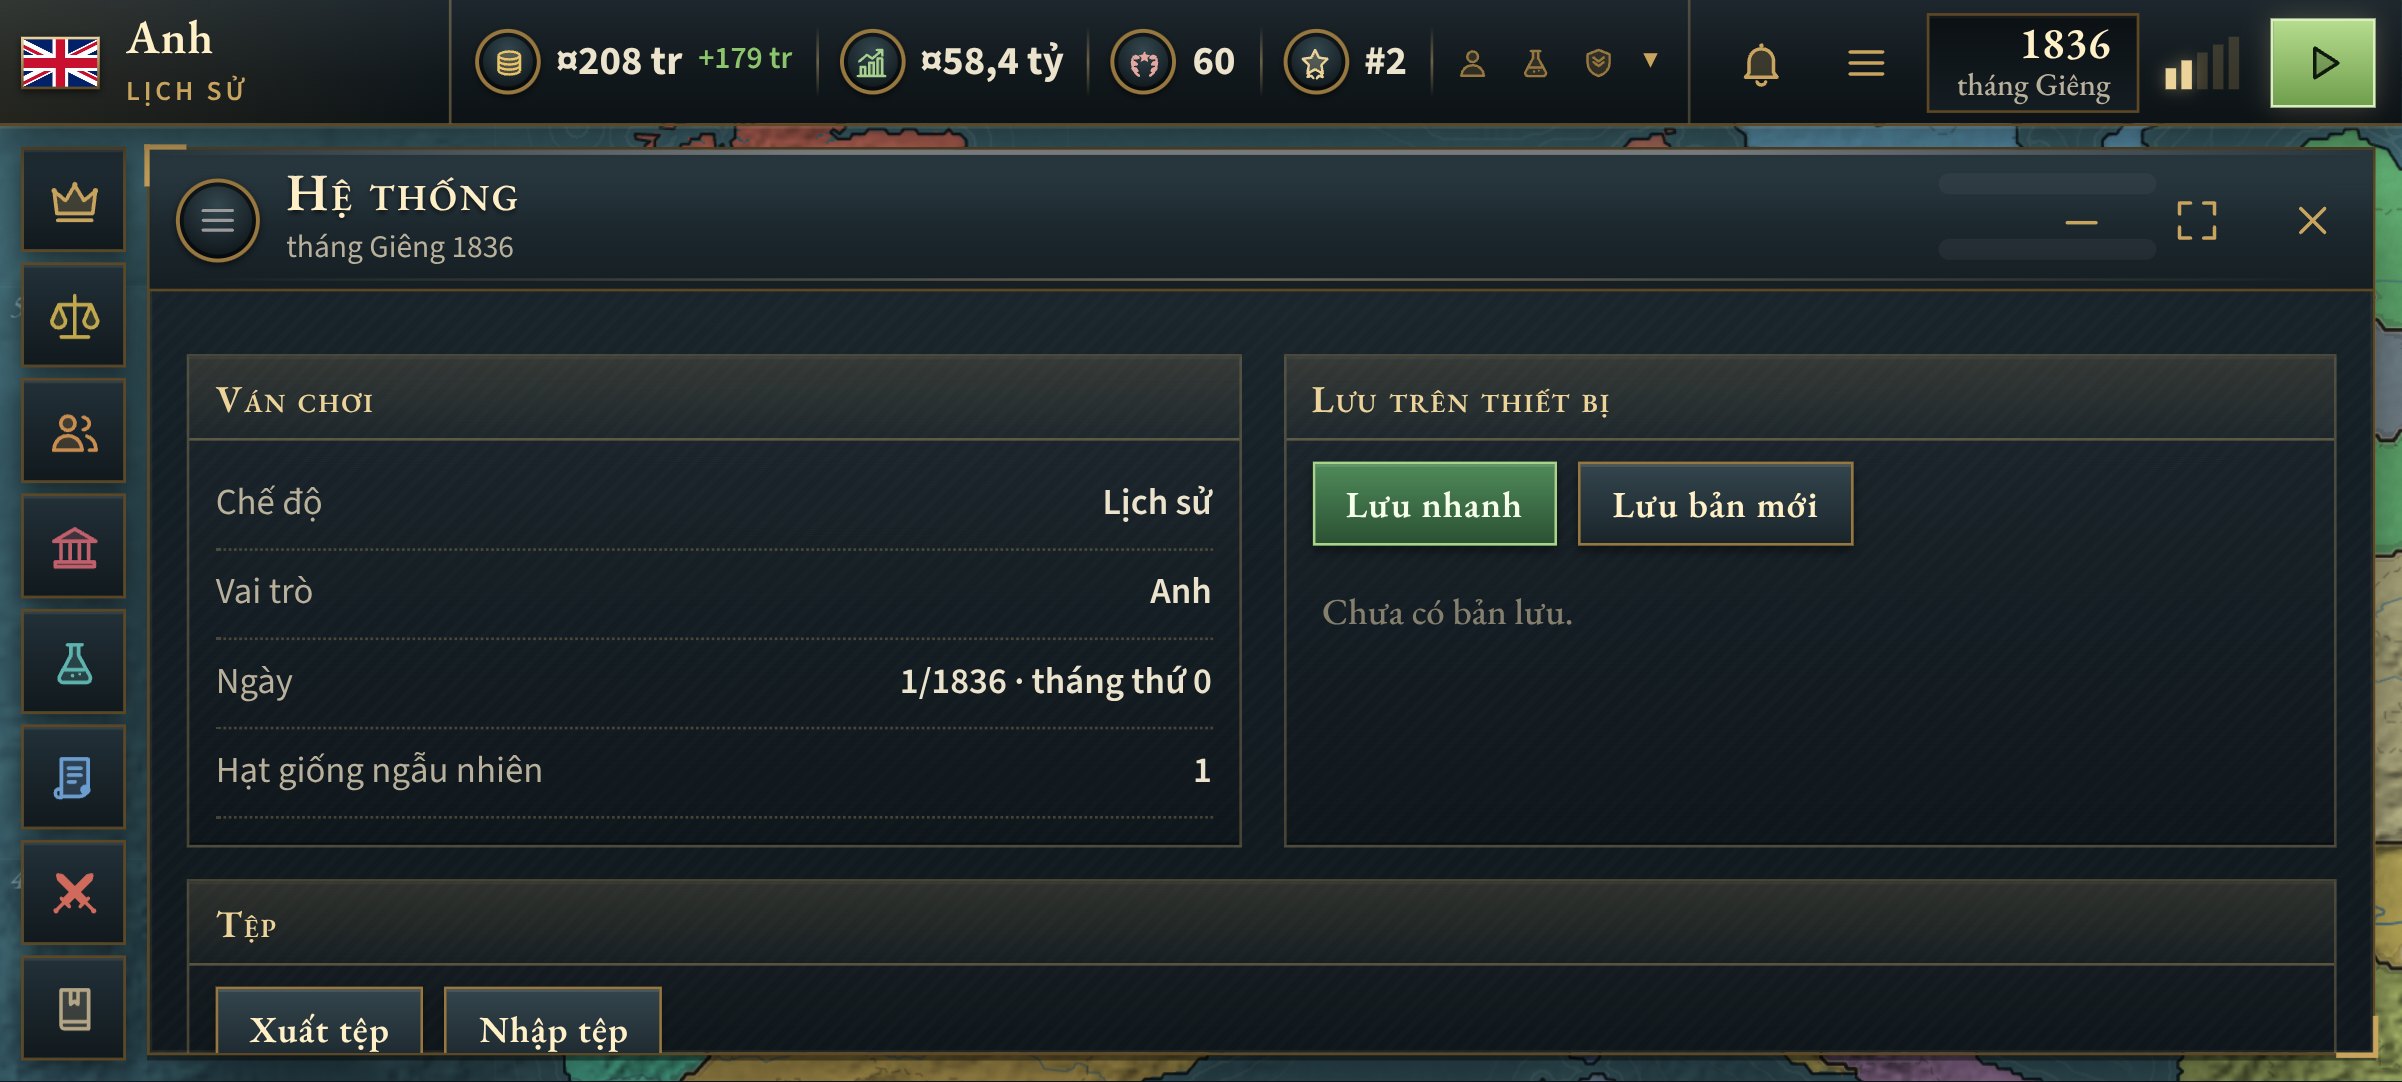 Anh
LỊCH SỬ
¤208 tr +179 tr
¤58,4 tỷ
60
#2
1836
tháng Giêng
Hệ thống
tháng Giêng 1836
Ván chơi
Chế độ Lịch sử
Vai trò Anh
Ngày 1/1836 · tháng thứ 0
Hạt giống ngẫu nhiên 1
Lưu trên thiết bị
Lưu nhanh Lưu bản mới
Chưa có bản lưu.
Tệp
Xuất tệp Nhập tệp